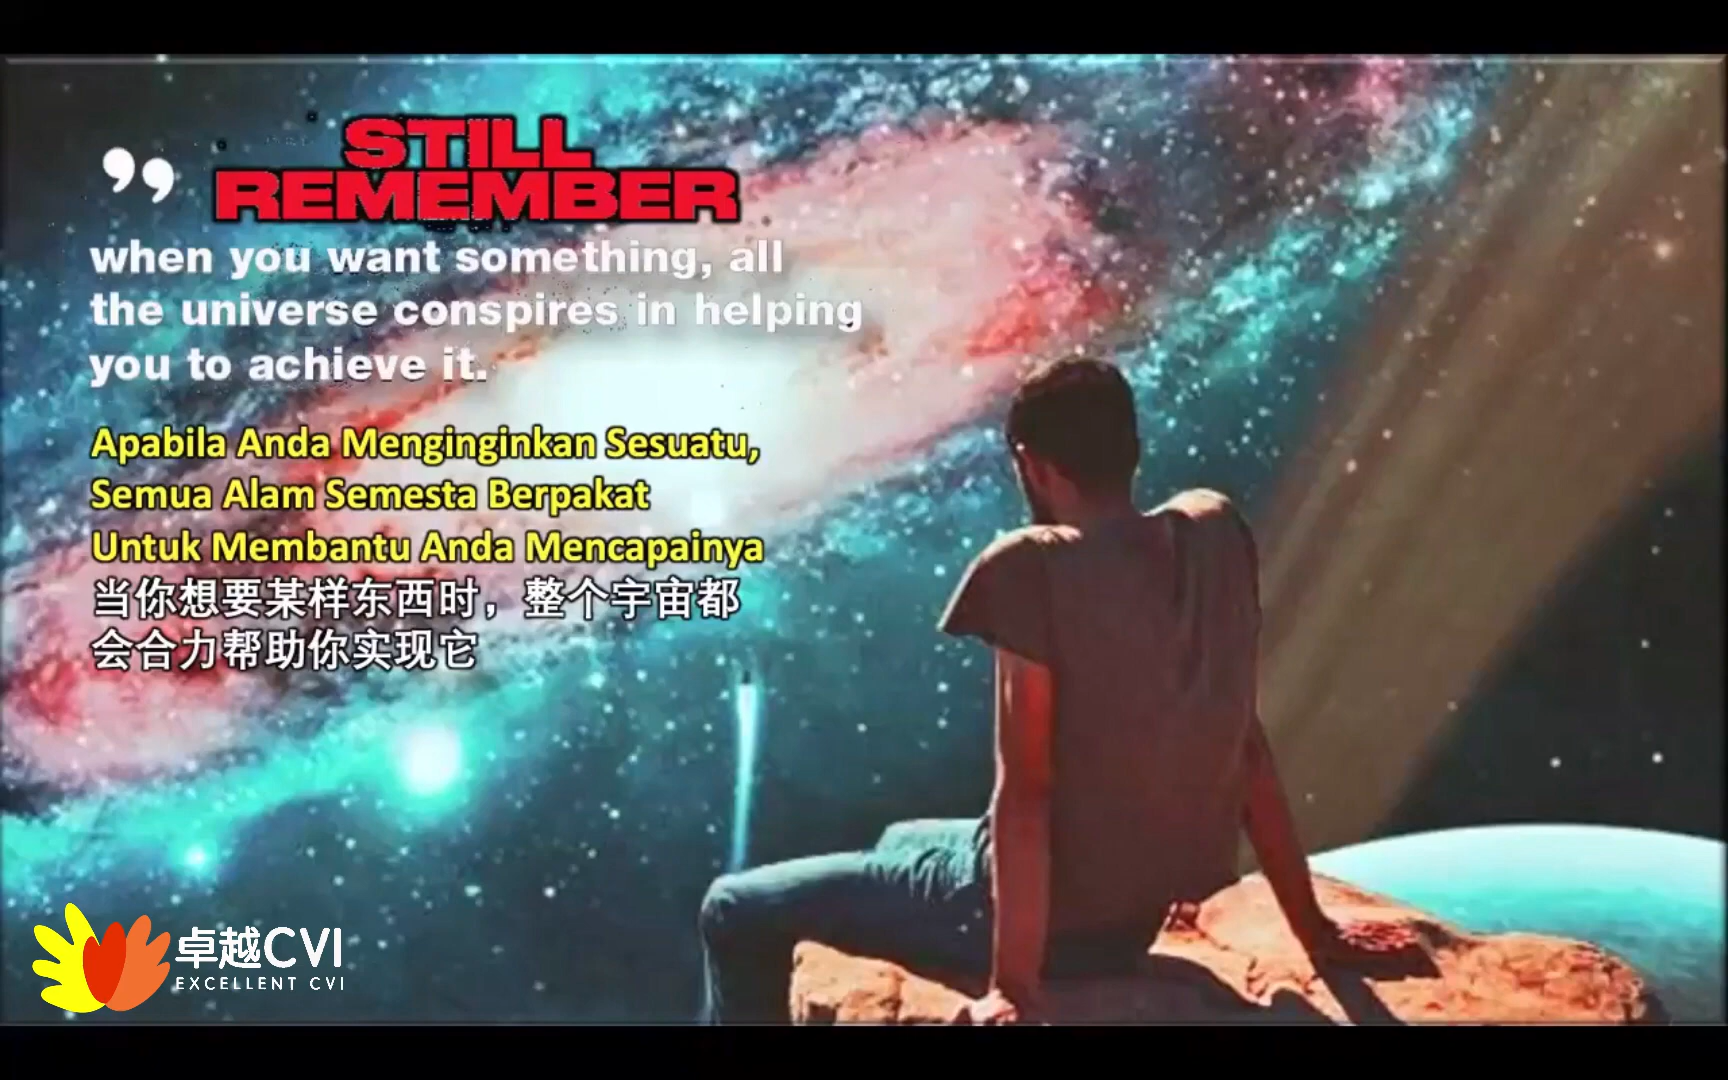 ”
STILL
REMEMBER
when you want something, all
the universe conspires in helping
you to achieve it.
Apabila Anda Menginginkan Sesuatu,
Semua Alam Semesta Berpakat
Untuk Membantu Anda Mencapainya
当你想要某样东西时，整个宇宙都
会合力帮助你实现它
卓越CVI
EXCELLENT CVI